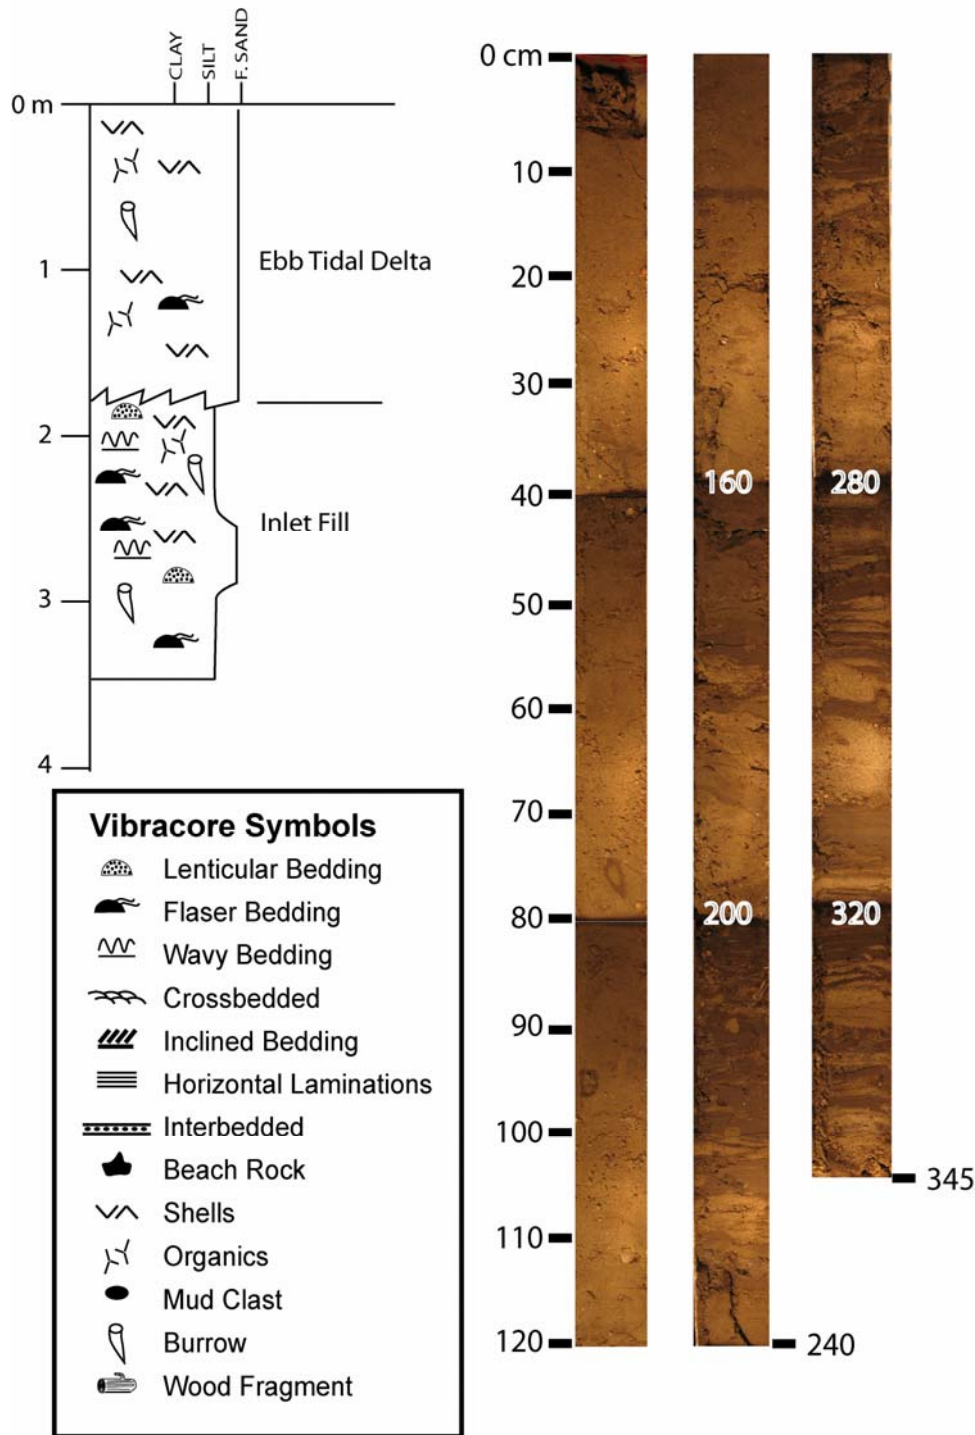 CLAY
SILT
F. SAND
0 m
1
2
3
4
Ebb Tidal Delta
Inlet Fill
Vibracore Symbols
Lenticular Bedding
Flaser Bedding
Wavy Bedding
Crossbedded
Inclined Bedding
Horizontal Laminations
Interbedded
Beach Rock
Shells
Organics
Mud Clast
Burrow
Wood Fragment
0 cm
10
20
30
40
50
60
70
80
90
100
110
120
160
200
240
280
320
345